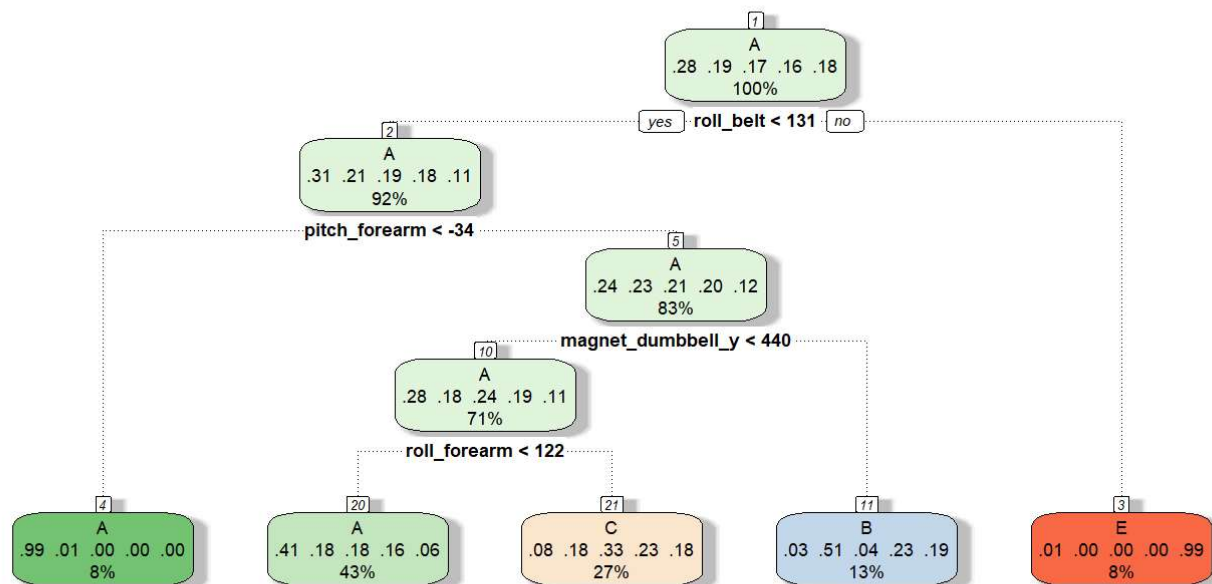 1
A
.28 .19 .17 .16 .18
100%
yes roll_belt < 131 no
2
A
.31 .21 .19 .18 .11
92%
pitch_forearm < -34
5
A
.24 .23 .21 .20 .12
83%
magnet_dumbbell_y < 440
10
A
.28 .18 .24 .19 .11
71%
roll_forearm < 122
4
A
.99 .01 .00 .00 .00
8%
20
A
.41 .18 .18 .16 .06
43%
21
C
.08 .18 .33 .23 .18
27%
11
B
.03 .51 .04 .23 .19
13%
3
E
.01 .00 .00 .00 .99
8%